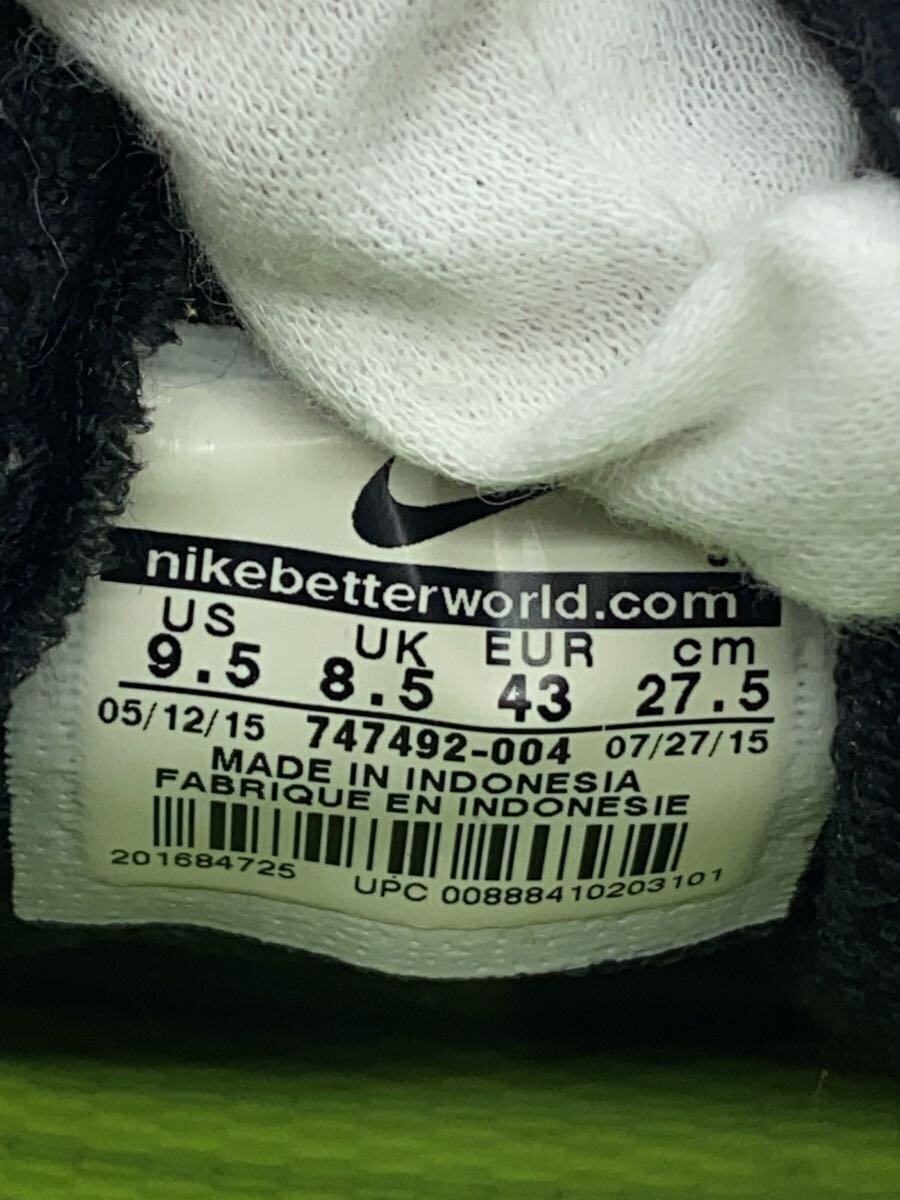 nikebetterworld.com
US UK EUR cm
9.5 8.5 43 27.5
05/12/15 747492-004 07/27/15
MADE IN INDONESIA
FABRIQUE EN INDONESIE
201684725 UPC 00888410203101